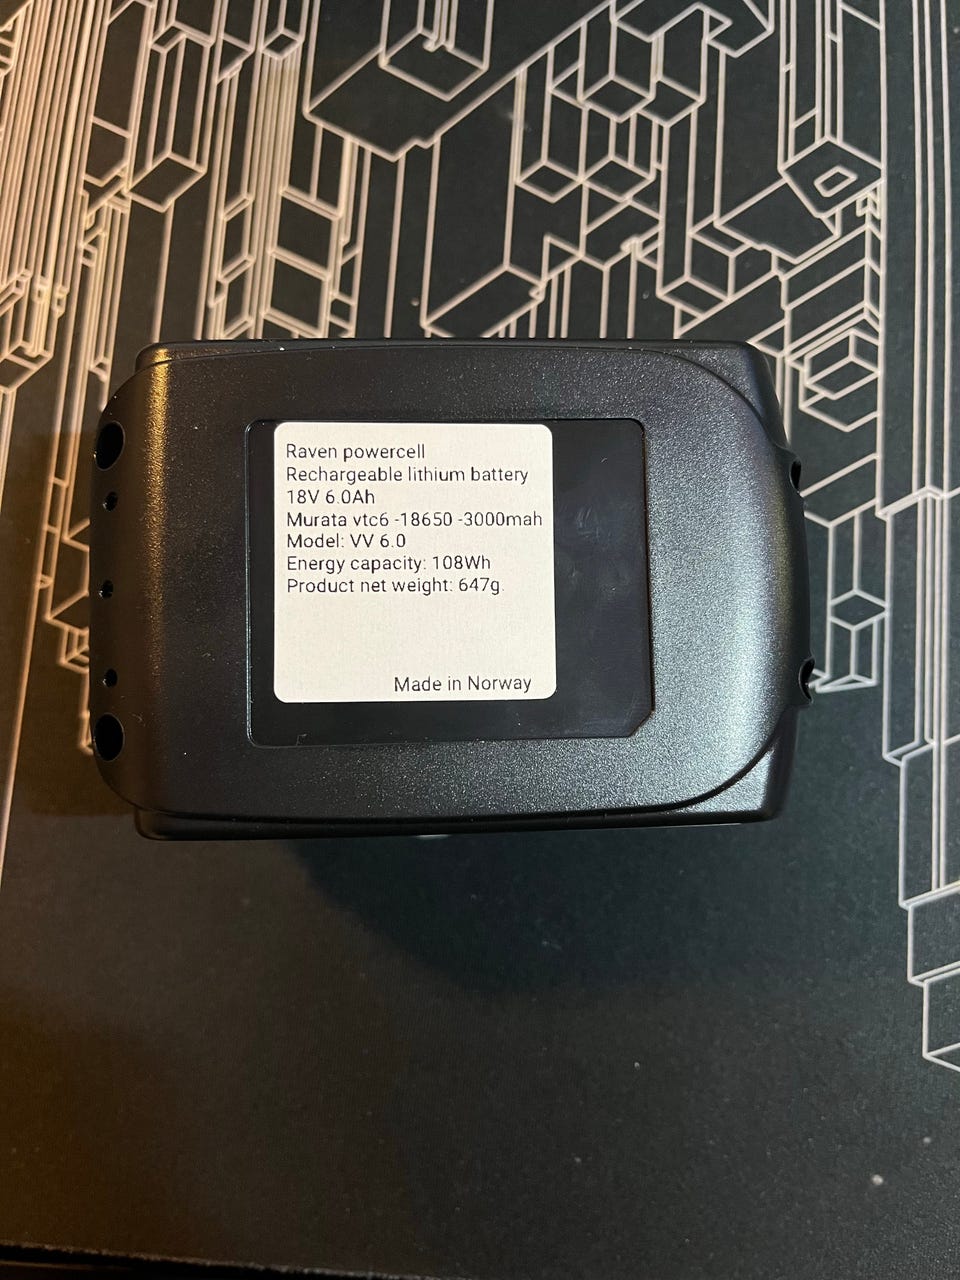 Raven powercell
Rechargeable lithium battery
18V 6.0Ah
Murata vtc6 -18650 -3000mah
Model: VV 6.0
Energy capacity: 108Wh
Product net weight: 647g.
Made in Norway